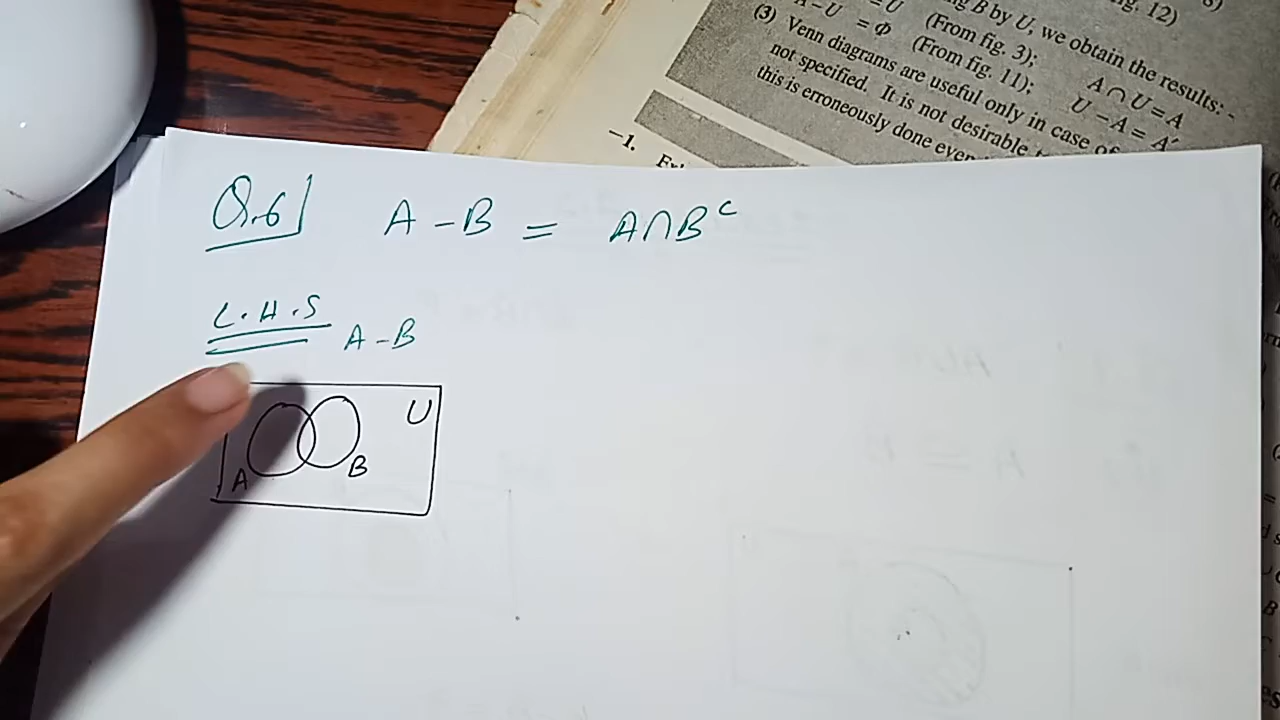 g. 12)
= U (From fig. 3);
by U, we obtain the results: -
A - U = Φ (From fig. 11);
A ∩ U = A
U - A = A'
(3) Venn diagrams are useful only in case of
not specified. It is not desirable
this is erroneously done even
-1.
Q.6 A - B = A∩B^c
L.H.S A - B
U
A B